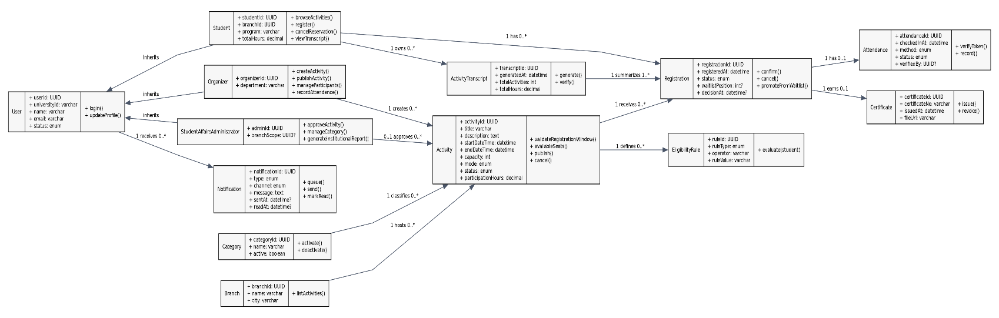 Student
+ studentId: UUID
+ branchId: UUID
+ program: varchar
+ totalHours: decimal
+ browseActivities()
+ register()
+ cancelReservation()
+ viewTranscript()
1 has 0..*
1 owns 0..*
inherits
Organizer
+ organizerId: UUID
+ department: varchar
+ createActivity()
+ publishActivity()
+ manageParticipants()
+ recordAttendance()
inherits
1 creates 0..*
User
+ userId: UUID
+ universityId: varchar
+ name: varchar
+ email: varchar
+ status: enum
+ login()
+ updateProfile()
inherits
1 receives 0..*
StudentAffairsAdministrator
+ adminId: UUID
+ branchScope: UUID?
+ approveActivity()
+ manageCategory()
+ generateInstitutionalReport()
0..1 approves 0..*
Notification
+ notificationId: UUID
+ type: enum
+ channel: enum
+ message: text
+ sentAt: datetime?
+ readAt: datetime?
+ queue()
+ send()
+ markRead()
Category
+ categoryId: UUID
+ name: varchar
+ active: boolean
+ activate()
+ deactivate()
1 classifies 0..*
Branch
+ branchId: UUID
+ name: varchar
+ city: varchar
+ listActivities()
1 hosts 0..*
ActivityTranscript
+ transcriptId: UUID
+ generatedAt: datetime
+ totalActivities: int
+ totalHours: decimal
+ generate()
+ verify()
1 summarizes 1..*
Activity
+ activityId: UUID
+ title: varchar
+ description: text
+ startDateTime: datetime
+ endDateTime: datetime
+ capacity: int
+ mode: enum
+ status: enum
+ participationHours: decimal
+ validateRegistrationWindow()
+ availableSeats()
+ publish()
+ cancel()
1 receives 0..*
1 defines 0..*
Registration
+ registrationId: UUID
+ registeredAt: datetime
+ status: enum
+ waitlistPosition: int?
+ decisionAt: datetime?
+ confirm()
+ cancel()
+ promoteFromWaitlist()
1 has 0..1
1 earns 0..1
EligibilityRule
+ ruleId: UUID
+ ruleType: enum
+ operator: varchar
+ ruleValue: varchar
+ evaluate(student)
Attendance
+ attendanceId: UUID
+ checkedInAt: datetime
+ method: enum
+ status: enum
+ verifiedBy: UUID?
+ verifyToken()
+ record()
Certificate
+ certificateId: UUID
+ certificateNo: varchar
+ issuedAt: datetime
+ fileUrl: varchar
+ issue()
+ revoke()